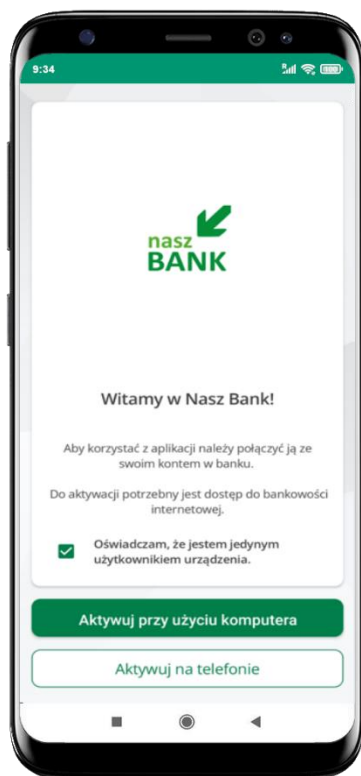 9:34
nasz
BANK
Witamy w Nasz Bank!
Aby korzystać z aplikacji należy połączyć ją ze
swoim kontem w banku.
Do aktywacji potrzebny jest dostęp do bankowości
internetowej.
Oświadczam, że jestem jedynym
użytkownikiem urządzenia.
Aktywuj przy użyciu komputera
Aktywuj na telefonie